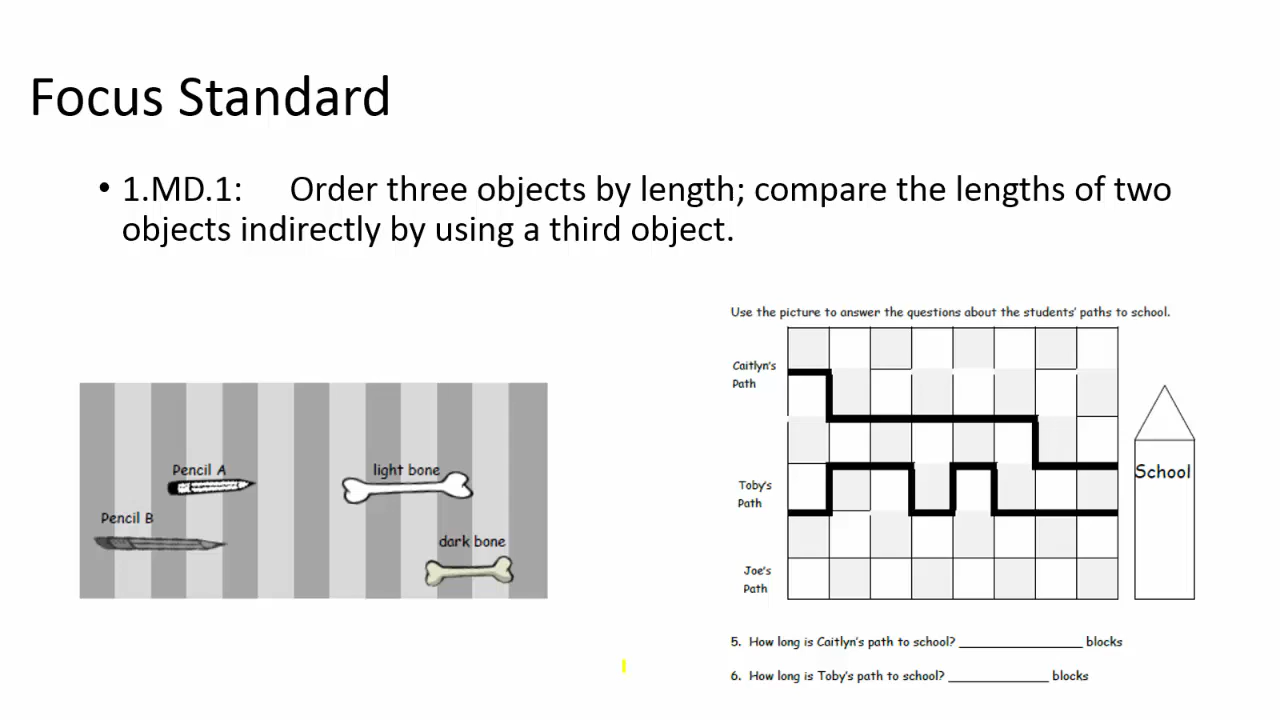 Focus Standard
• 1.MD.1: Order three objects by length; compare the lengths of two
objects indirectly by using a third object.
Pencil A
Pencil B
light bone
dark bone
Use the picture to answer the questions about the students' paths to school.
Caitlyn's
Path
Toby's
Path
Joe's
Path
School
5. How long is Caitlyn's path to school? _______________ blocks
6. How long is Toby's path to school? _______________ blocks